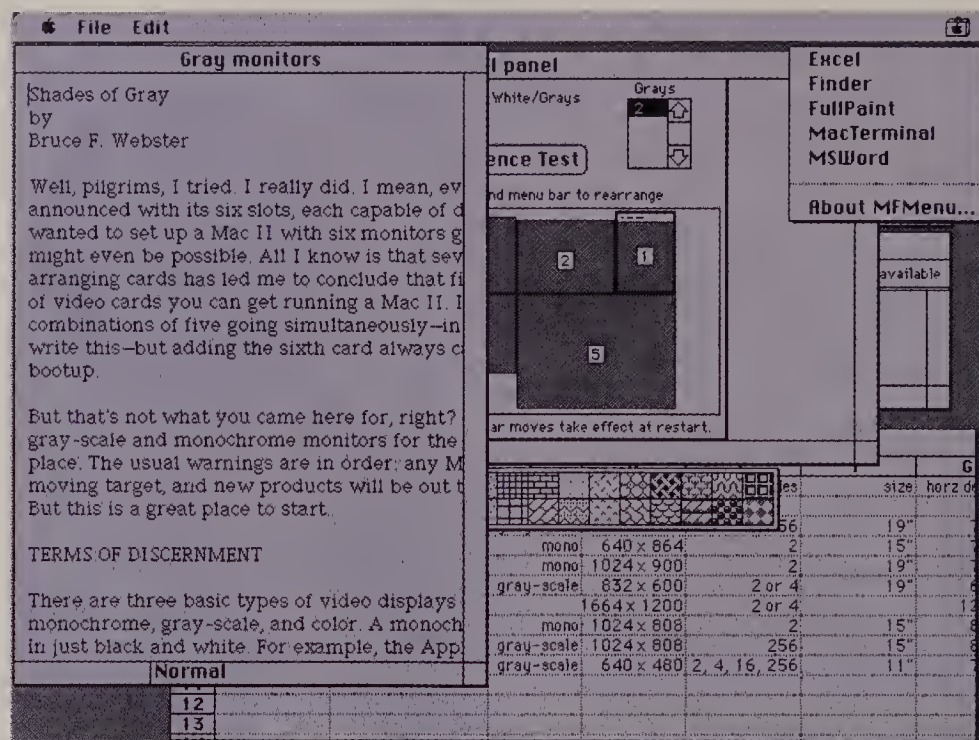 File Edit
Gray monitors
Shades of Gray
by
Bruce F. Webster
Well, pilgrims, I tried. I really did. I mean, ev
announced with its six slots, each capable of d
wanted to set up a Mac II with six monitors g
might even be possible. All I know is that sev
arranging cards has led me to conclude that fi
of video cards you can get running a Mac II. I
combinations of five going simultaneously—in
write this—but adding the sixth card always c
bootup.
But that's not what you came here for, right?
gray-scale and monochrome monitors for the
place. The usual warnings are in order: any M
moving target, and new products will be out t
But this is a great place to start.
TERMS OF DISCERNMENT
There are three basic types of video displays
monochrome, gray-scale, and color. A monoch
in just black and white. For example, the App
Normal
l panel
White/Grays
Grays
2
ence Test
nd menu bar to rearrange
2
1
5
ar moves take effect at restart.
Excel
Finder
FullPaint
MacTerminal
MSWord
About MFMenu...
available
G
es size horz de
56 19"
mono 640 x 864 2 15"
mono 1024 x 900 2 19"
gray-scale 832 x 600 2 or 4 19"
1664 x 1200 2 or 4
mono 1024 x 808 2 15"
gray-scale 1024 x 808 256 15"
gray-scale 640 x 480 2, 4, 16, 256 11"
12
13